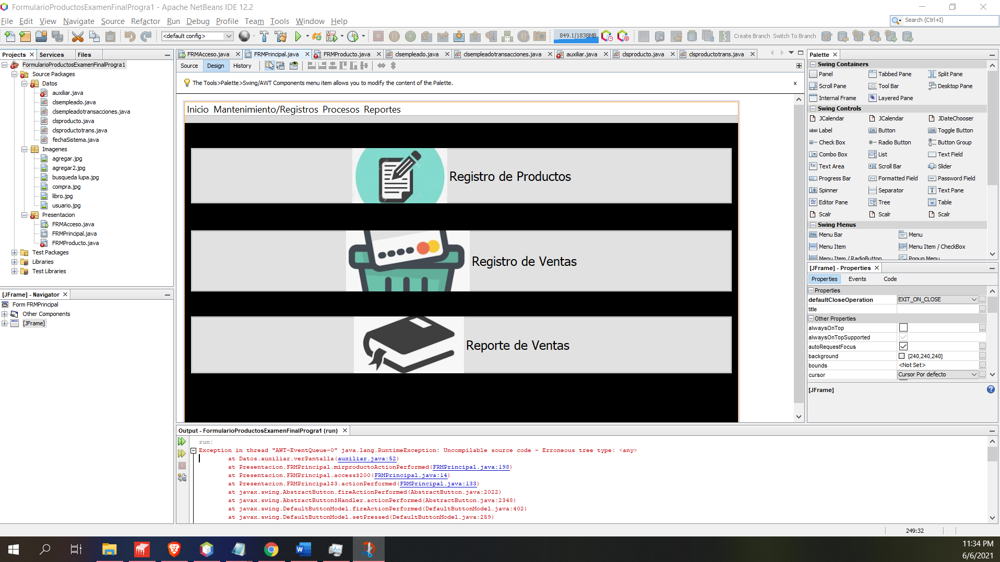 FormularioProductosExamenFinalProgra1 - Apache NetBeans IDE 12.2
File Edit View Navigate Source Refactor Run Debug Profile Team Tools Window Help
Search (Ctrl+I)
<default config>
849.1/1838MB
Create Branch Switch To Branch
Projects Services Files
FormularioProductosExamenFinalProgra1
Source Packages
Datos
auxiliar.java
clsempleado.java
clsempleadotransacciones.java
clsproducto.java
clsproductotrans.java
fechaSistema.java
Imagenes
agregar.jpg
agregar2.jpg
busqueda lupa.jpg
compra.jpg
libro.jpg
usuario.jpg
Presentacion
FRMAcceso.java
FRMPrincipal.java
FRMProducto.java
Test Packages
Libraries
Test Libraries
[JFrame] - Navigator
Form FRMPrincipal
Other Components
[JFrame]
FRMAcceso.java FRMPrincipal.java FRMProducto.java clsempleado.java clsempleadotransacciones.java auxiliar.java clsproducto.java clsproductotrans.java
Source Design History
The Tools>Palette>Swing/AWT Components menu item allows you to modify the content of the Palette.
x
Inicio Mantenimiento/Registros Procesos Reportes
Registro de Productos
Registro de Ventas
Reporte de Ventas
Palette
Swing Containers
Panel Tabbed Pane Split Pane
Scroll Pane Tool Bar Desktop Pane
Internal Frame Layered Pane
Swing Controls
JCalendar JCalendar JDateChooser
label Label OK Button ON Toggle Button
Check Box Radio Button Button Group
Combo Box List Text Field
Text Area Scroll Bar Slider
Progress Bar Formatted Field Password Field
Spinner Separator Text Pane
Editor Pane Tree Table
Scalr Scalr Scalr
Swing Menus
File Menu Bar Menu
Menu Item Menu Item / CheckBox
Menu Item / RadioButton Popup Menu
[JFrame] - Properties
Properties Events Code
Properties
defaultCloseOperation EXIT_ON_CLOSE ...
title ...
Other Properties
alwaysOnTop ...
alwaysOnTopSupported
autoRequestFocus ...
background [240,240,240] ...
bounds <Not Set> ...
cursor Cursor Por defecto ...
[JFrame]
Output - FormularioProductosExamenFinalProgra1 (run)
run:
Exception in thread "AWT-EventQueue-0" java.lang.RuntimeException: Uncompilable source code - Erroneous tree type: <any>
at Datos.auxiliar.verPantalla(auxiliar.java:52)
at Presentacion.FRMPrincipal.mirproductoActionPerformed(FRMPrincipal.java:198)
at Presentacion.FRMPrincipal.access$200(FRMPrincipal.java:14)
at Presentacion.FRMPrincipal$3.actionPerformed(FRMPrincipal.java:133)
at javax.swing.AbstractButton.fireActionPerformed(AbstractButton.java:2022)
at javax.swing.AbstractButton$Handler.actionPerformed(AbstractButton.java:2348)
at javax.swing.DefaultButtonModel.fireActionPerformed(DefaultButtonModel.java:402)
at javax.swing.DefaultButtonModel.setPressed(DefaultButtonModel.java:259)
249:32
11:34 PM
6/6/2021